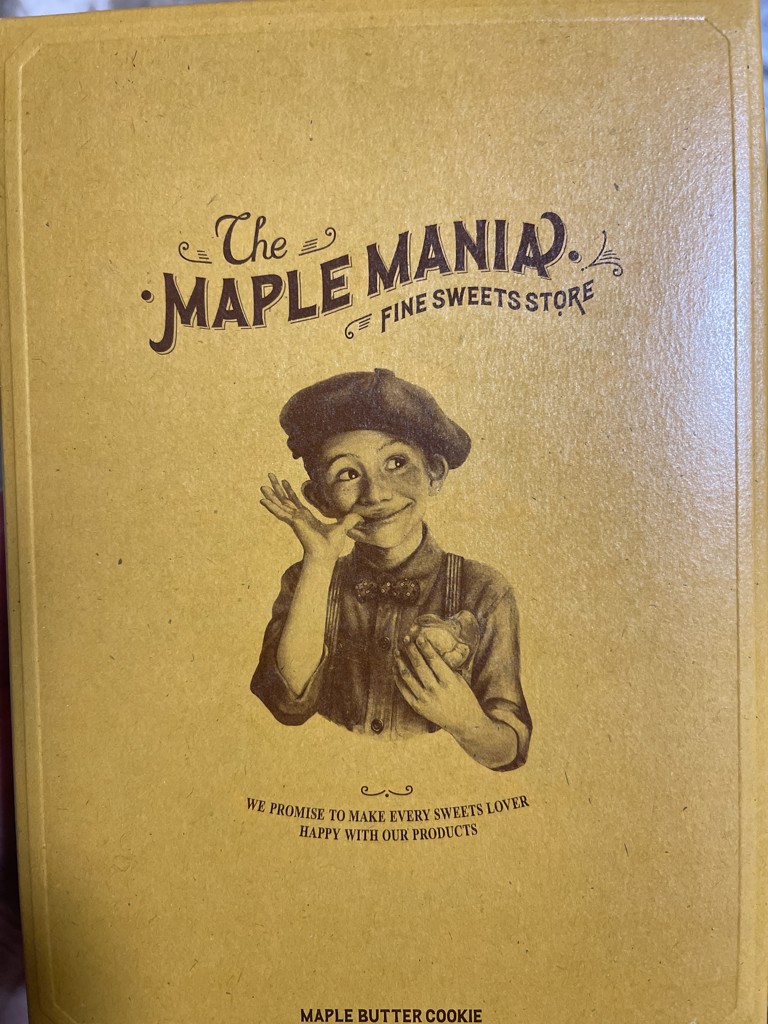 The
MAPLE MANIA
FINE SWEETS STORE
WE PROMISE TO MAKE EVERY SWEETS LOVER
HAPPY WITH OUR PRODUCTS
MAPLE BUTTER COOKIE